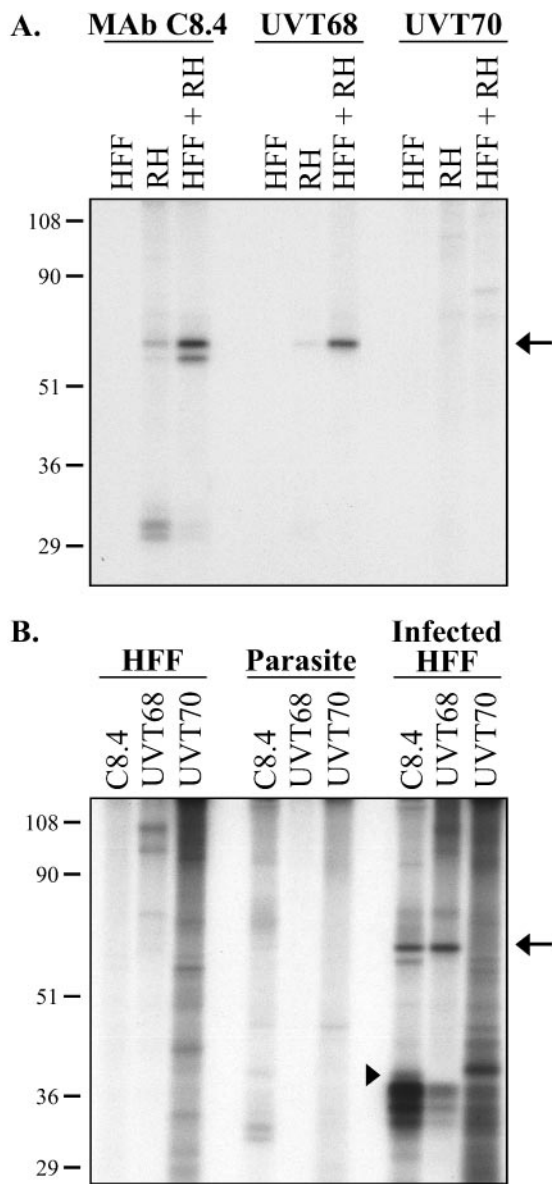 A.
MAb C8.4 UVT68 UVT70
HFF RH HFF + RH HFF RH HFF + RH HFF RH HFF + RH
108
90
51
36
29
B.
HFF Parasite Infected HFF
C8.4 UVT68 UVT70 C8.4 UVT68 UVT70 C8.4 UVT68 UVT70
108
90
51
36
29